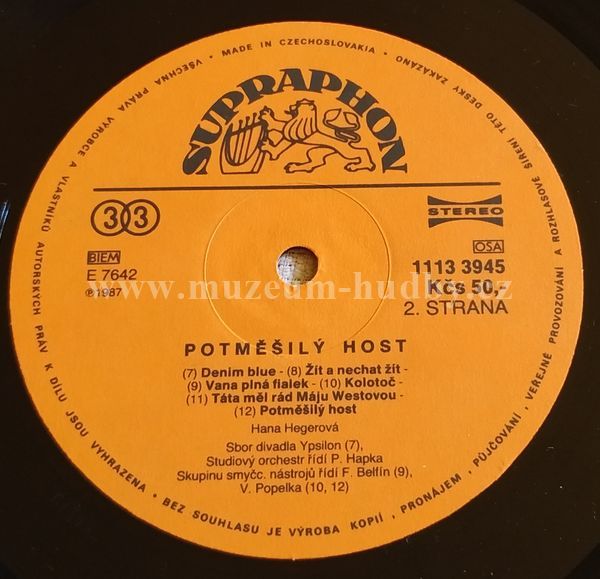 VŠECHNA PRÁVA VÝROBCE A VLASTNÍKŮ AUTORSKÝCH PRÁV K DÍLU JSOU VYHRAZENA • BEZ SOUHLASU JE VÝROBA KOPIÍ, PRONÁJEM, PŮJČOVÁNÍ, VEŘEJNÉ PROVOZOVÁNÍ A ROZHLASOVÉ ŠÍŘENÍ TÉTO DESKY ZAKÁZÁNO • MADE IN CZECHOSLOVAKIA •
SUPRAPHON
33
STEREO
BIEM
OSA
E 7642
1113 3945
℗1987
Kčs 50,-
www.muzeum-hudby.cz
2. STRANA
POTMĚŠILÝ HOST
(7) Denim blue - (8) Žít a nechat žít -
(9) Vana plná fialek - (10) Kolotoč -
(11) Táta měl rád Máju Westovou -
(12) Potměšilý host
Hana Hegerová
Sbor divadla Ypsilon (7),
Studiový orchestr řídí P. Hapka
Skupinu smyčc. nástrojů řídí F. Belfín (9),
V. Popelka (10, 12)